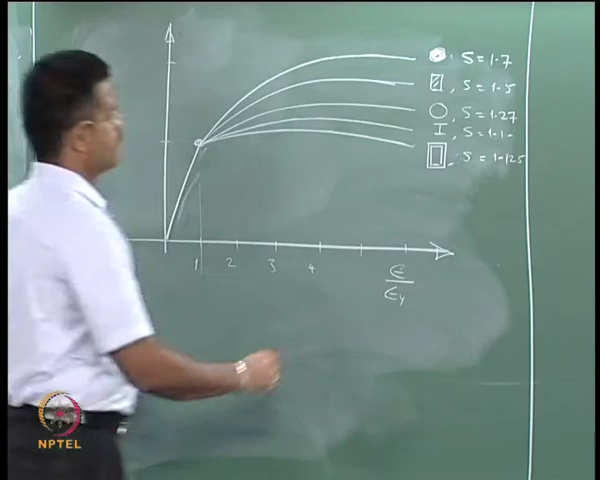 S = 1.7
, S = 1.5
, S = 1.27
I , S = 1.1
, S = 1.125
1 2 3 4
ϵ
ϵy
NPTEL